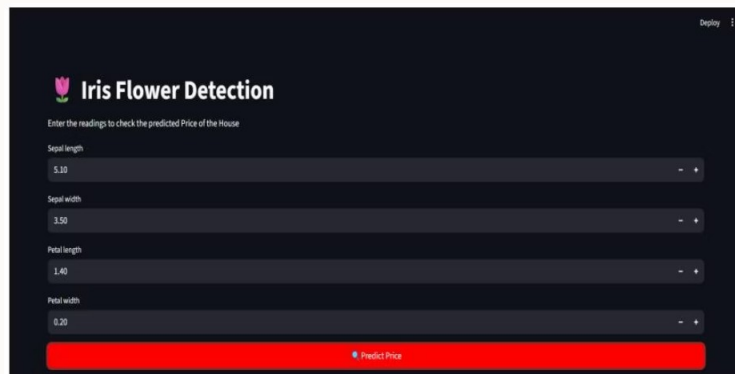 Deploy
Iris Flower Detection
Enter the readings to check the predicted Price of the House
Sepal length
5.10
Sepal width
3.50
Petal length
1.40
Petal width
0.20
Predict Price